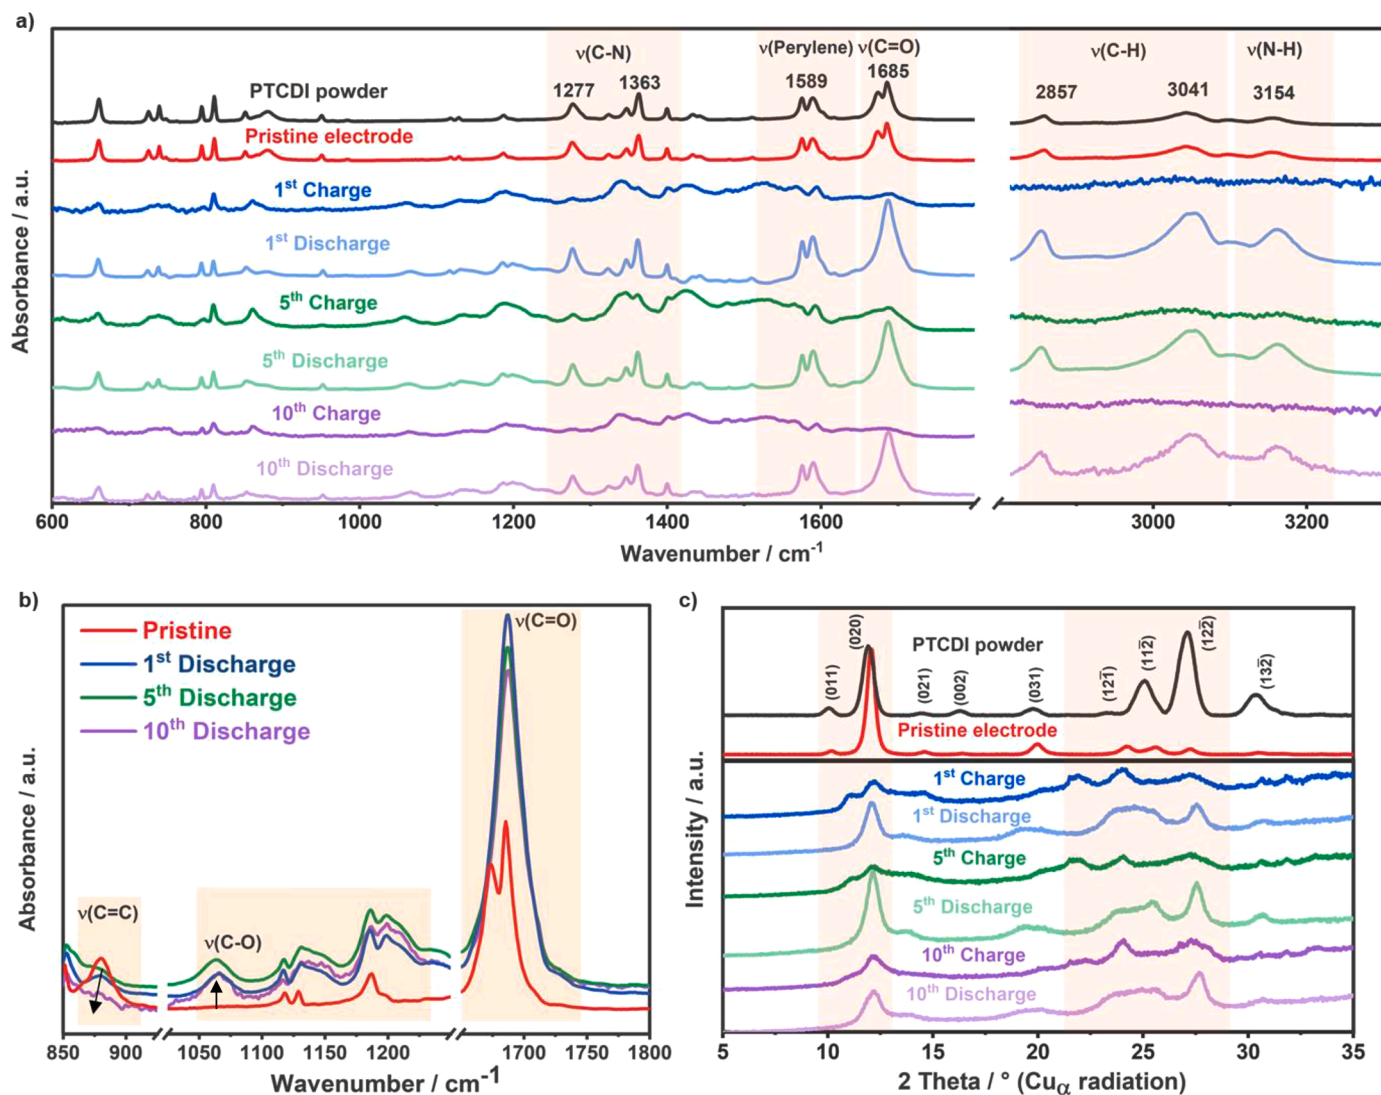 a)
ν(C-N)
ν(Perylene)
ν(C=O)
ν(C-H)
ν(N-H)
PTCDI powder
1277
1363
1589
1685
2857
3041
3154
Pristine electrode
1st Charge
1st Discharge
5th Charge
5th Discharge
10th Charge
10th Discharge
Absorbance / a.u.
600 800 1000 1200 1400 1600 3000 3200
Wavenumber / cm-1
b)
Pristine
1st Discharge
5th Discharge
10th Discharge
ν(C=O)
ν(C=C)
ν(C-O)
Absorbance / a.u.
850 900 1050 1100 1150 1200 1700 1750 1800
Wavenumber / cm-1
c)
PTCDI powder
(011)
(020)
(021)
(002)
(031)
(121̄)
(112̄)
(12̄2̄)
(13̄2̄)
Pristine electrode
1st Charge
1st Discharge
5th Charge
5th Discharge
10th Charge
10th Discharge
Intensity / a.u.
5 10 15 20 25 30 35
2 Theta / ° (Cuα radiation)